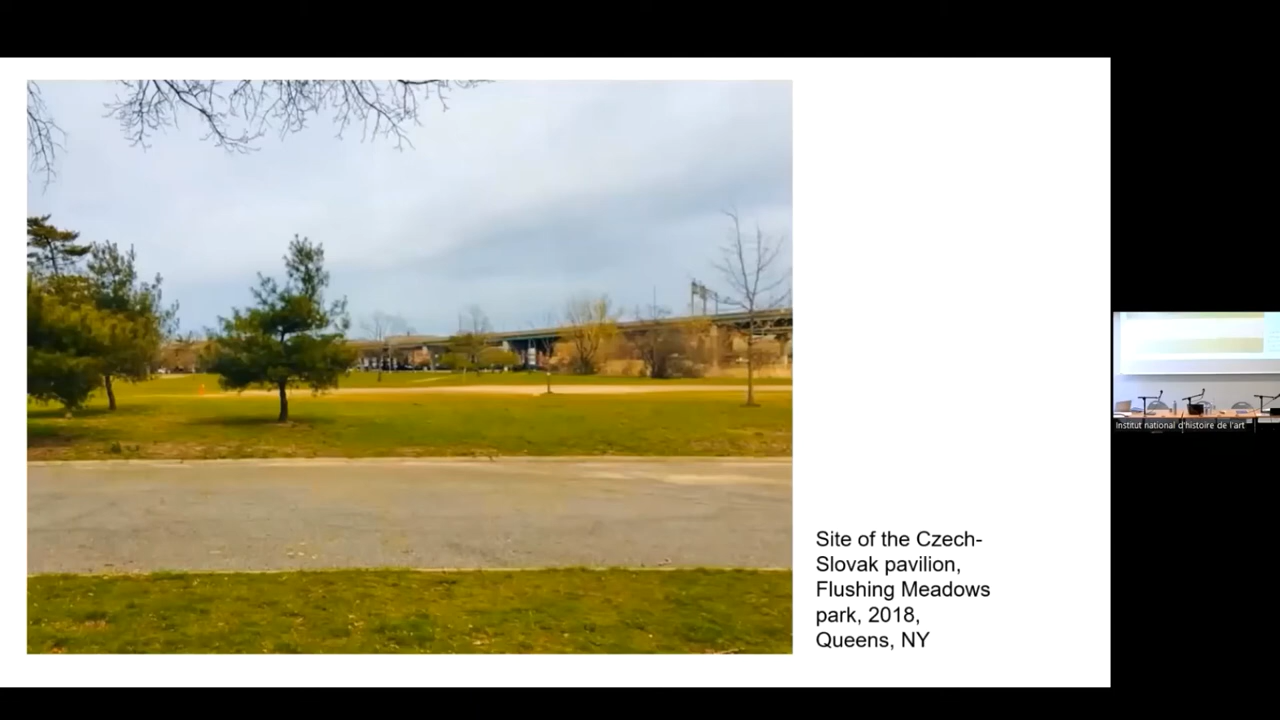 Site of the Czech-
Slovak pavilion,
Flushing Meadows
park, 2018,
Queens, NY
Institut national d'histoire de l'art